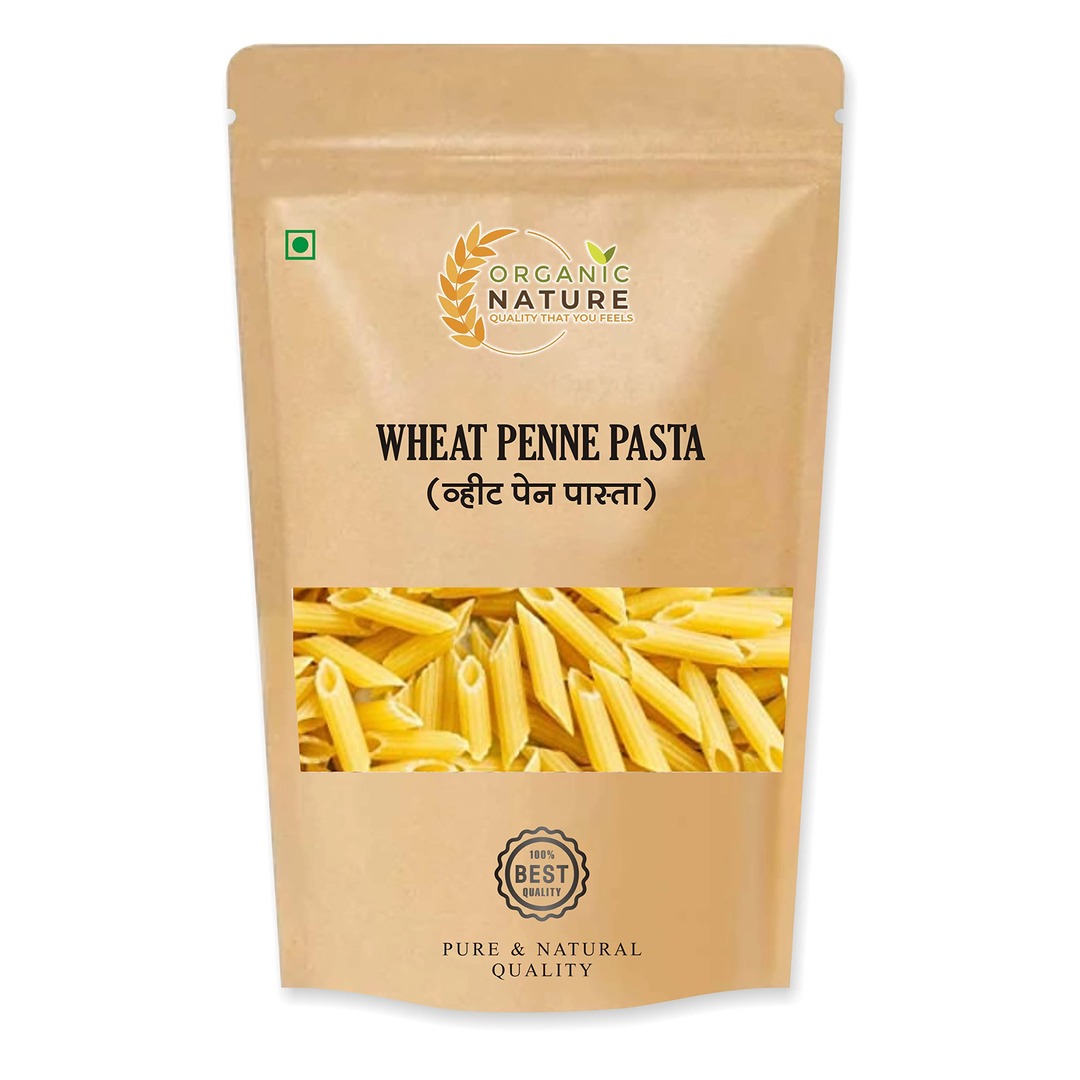 ORGANIC
NATURE
QUALITY THAT YOU FEELS
WHEAT PENNE PASTA
(व्हीट पेन पास्ता)
100%
BEST
QUALITY
PURE & NATURAL
QUALITY